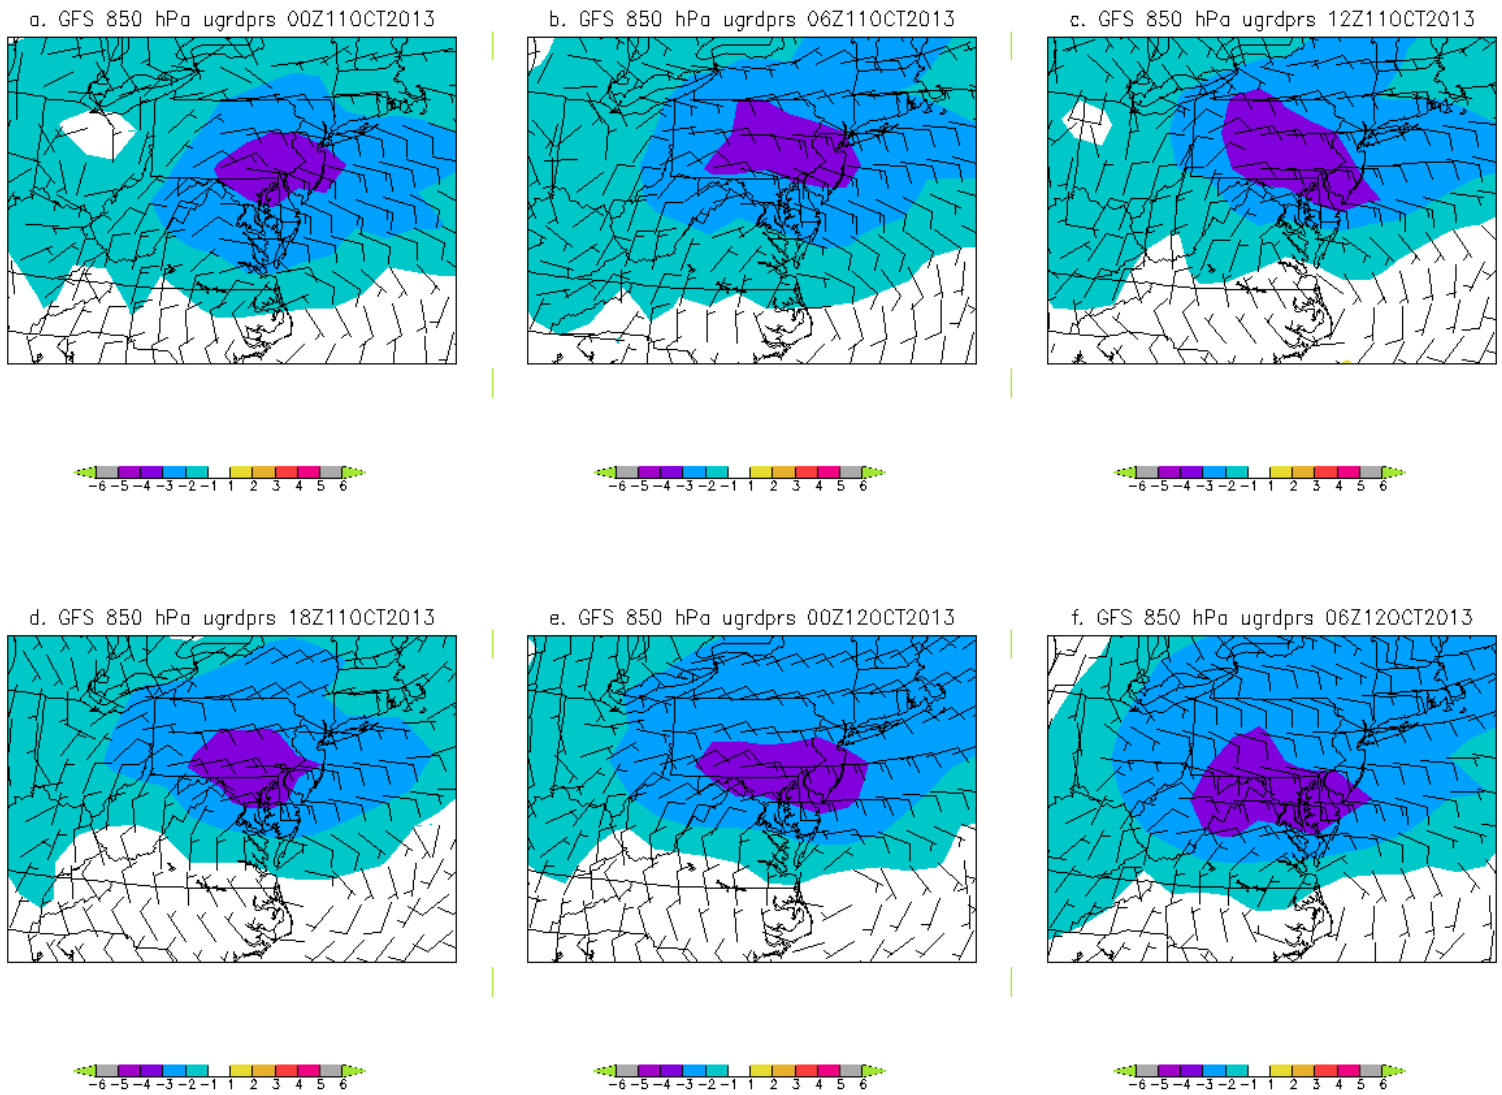 a. GFS 850 hPa ugrdprs 00Z11OCT2013
b. GFS 850 hPa ugrdprs 06Z11OCT2013
c. GFS 850 hPa ugrdprs 12Z11OCT2013
-6 -5 -4 -3 -2 -1 1 2 3 4 5 6
-6 -5 -4 -3 -2 -1 1 2 3 4 5 6
-6 -5 -4 -3 -2 -1 1 2 3 4 5 6
d. GFS 850 hPa ugrdprs 18Z11OCT2013
e. GFS 850 hPa ugrdprs 00Z12OCT2013
f. GFS 850 hPa ugrdprs 06Z12OCT2013
-6 -5 -4 -3 -2 -1 1 2 3 4 5 6
-6 -5 -4 -3 -2 -1 1 2 3 4 5 6
-6 -5 -4 -3 -2 -1 1 2 3 4 5 6